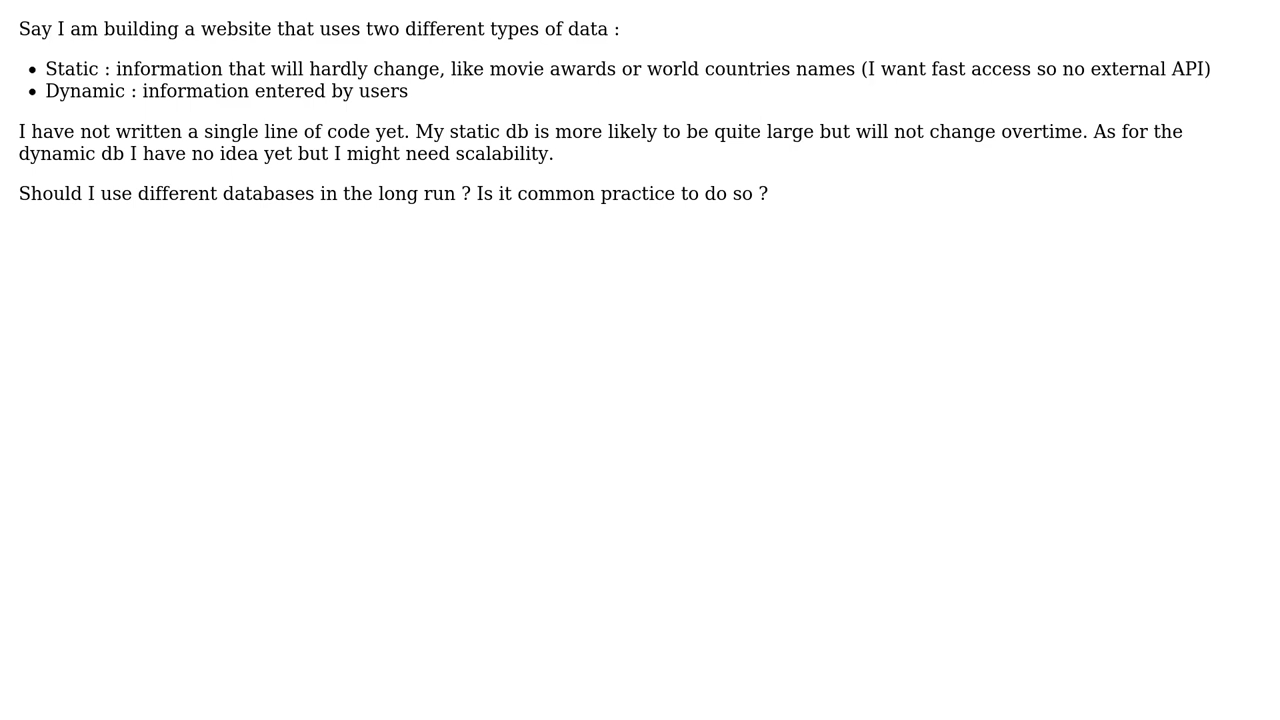 Say I am building a website that uses two different types of data :
• Static : information that will hardly change, like movie awards or world countries names (I want fast access so no external API)
• Dynamic : information entered by users
I have not written a single line of code yet. My static db is more likely to be quite large but will not change overtime. As for the
dynamic db I have no idea yet but I might need scalability.
Should I use different databases in the long run ? Is it common practice to do so ?